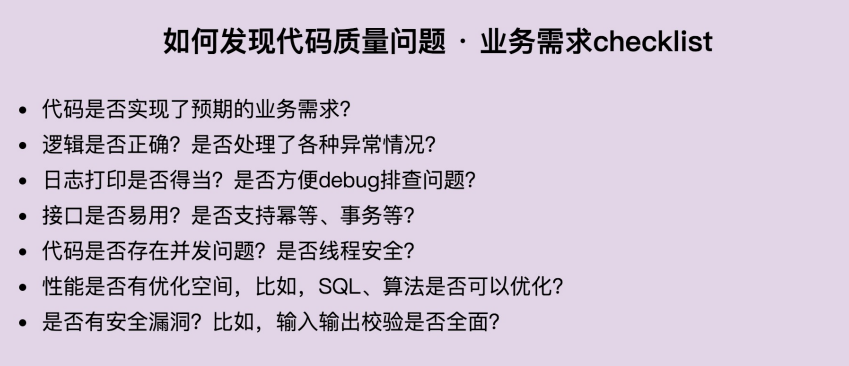 如何发现代码质量问题 · 业务需求checklist
• 代码是否实现了预期的业务需求？
• 逻辑是否正确？是否处理了各种异常情况？
• 日志打印是否得当？是否方便debug排查问题？
• 接口是否易用？是否支持幂等、事务等？
• 代码是否存在并发问题？是否线程安全？
• 性能是否有优化空间，比如，SQL、算法是否可以优化？
• 是否有安全漏洞？比如，输入输出校验是否全面？